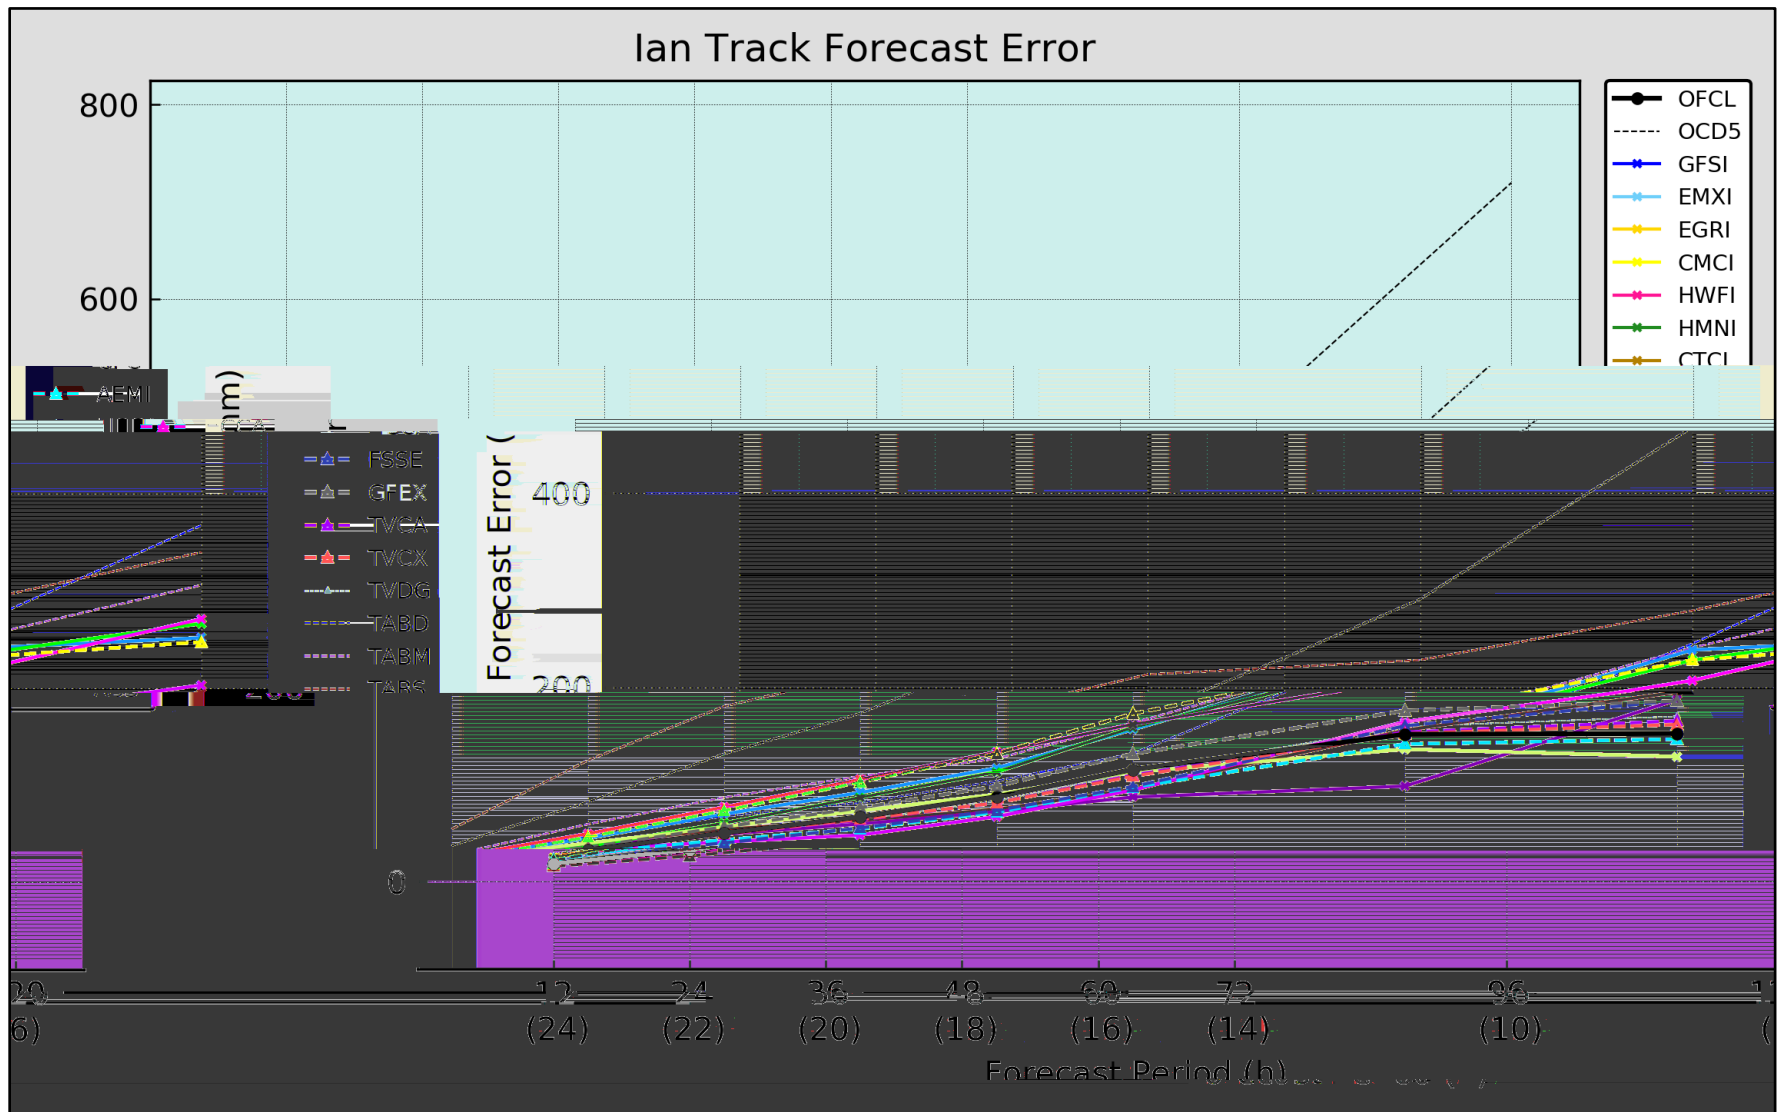 Ian Track Forecast Error
800
600
OFCL
OCD5
GFSI
EMXI
EGRI
CMCI
HWFI
HMNI
CTCI
AEMI
FSSE
GFEX
TVCA
TVCX
TVDG
TABD
TABM
TABS
Forecast Error (
400
200
0
12 24 36 48 60 72 96
(24) (22) (20) (18) (16) (14) (10)
Forecast Period (h)